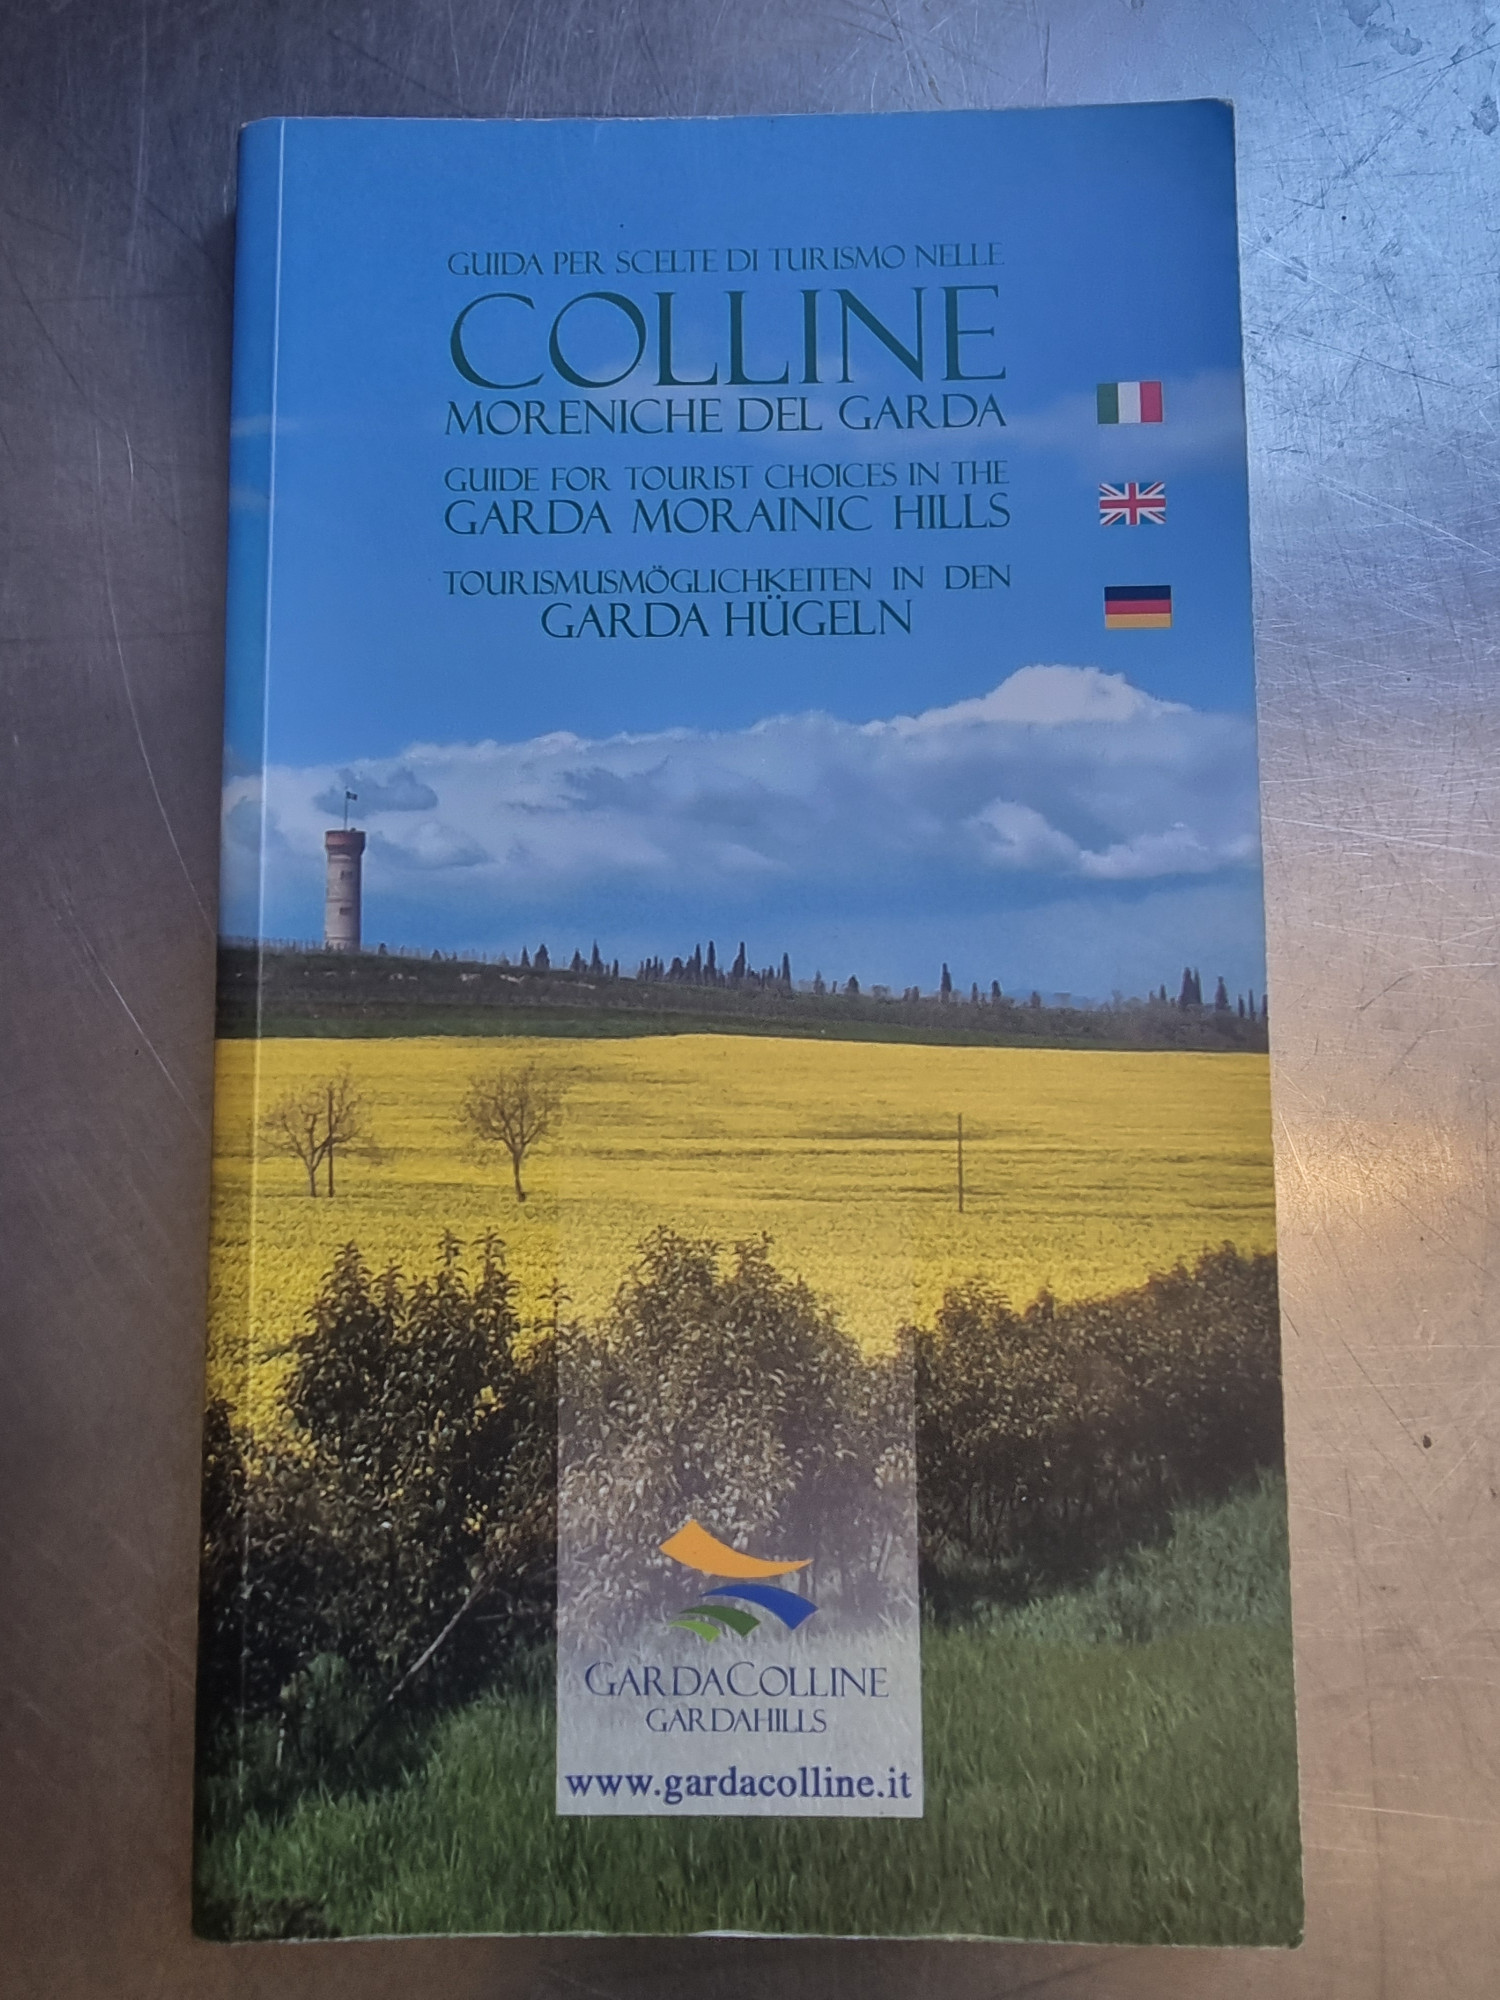 GUIDA PER SCELTE DI TURISMO NELLE
COLLINE
MORENICHE DEL GARDA
GUIDE FOR TOURIST CHOICES IN THE
GARDA MORAINIC HILLS
TOURISMUSMÖGLICHKEITEN IN DEN
GARDA HÜGELN
GARDACOLLINE
GARDAHILLS
www.gardacolline.it